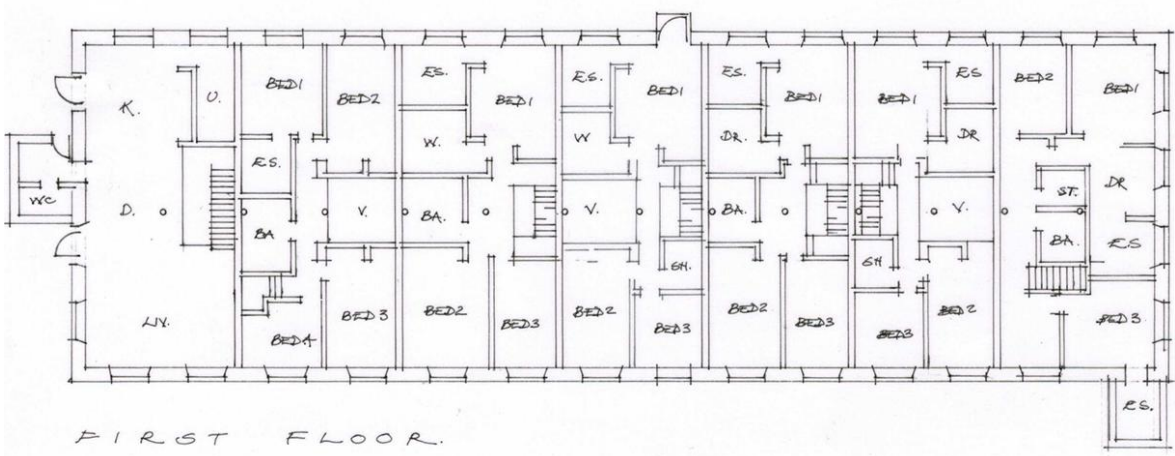 K.
U.
BED1
BED2
ES.
BED1
ES.
BED1
ES.
BED1
BED1
ES
BED2
BED1
ES.
W.
W
DR.
DR
WC
D.
BA
V.
BA.
V.
BA.
V.
ST.
DR
SH.
SH
BA.
ES
LIV.
BED4
BED3
BED2
BED3
BED2
BED3
BED2
BED3
BED3
BED2
BED3
ES.
FIRST FLOOR.